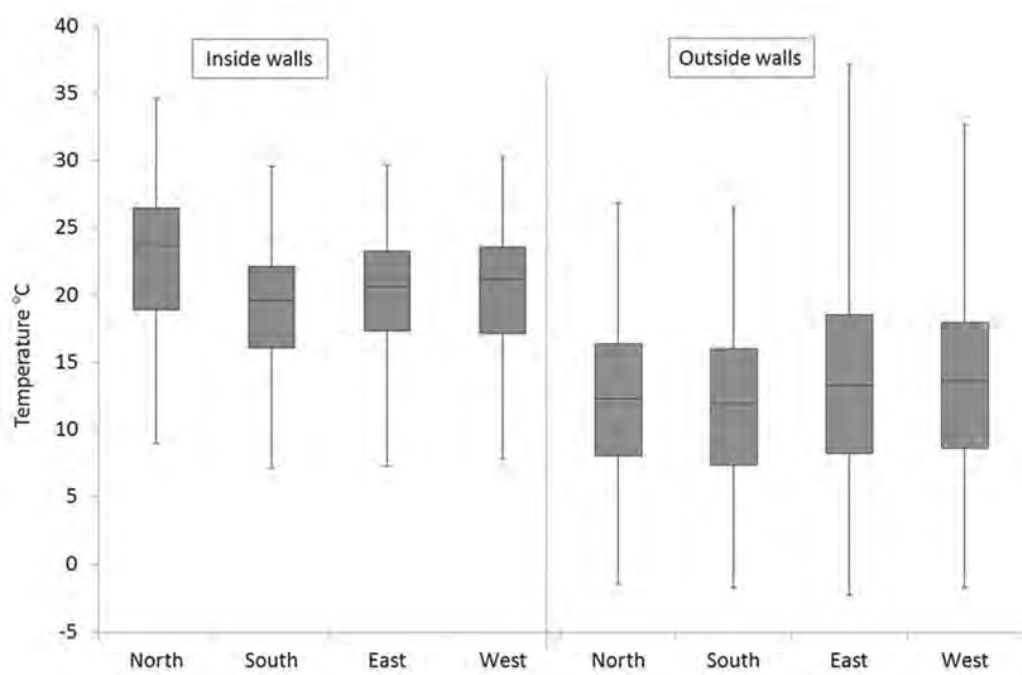 Inside walls
Outside walls
Temperature °C
40
35
30
25
20
15
10
5
0
-5
North South East West North South East West